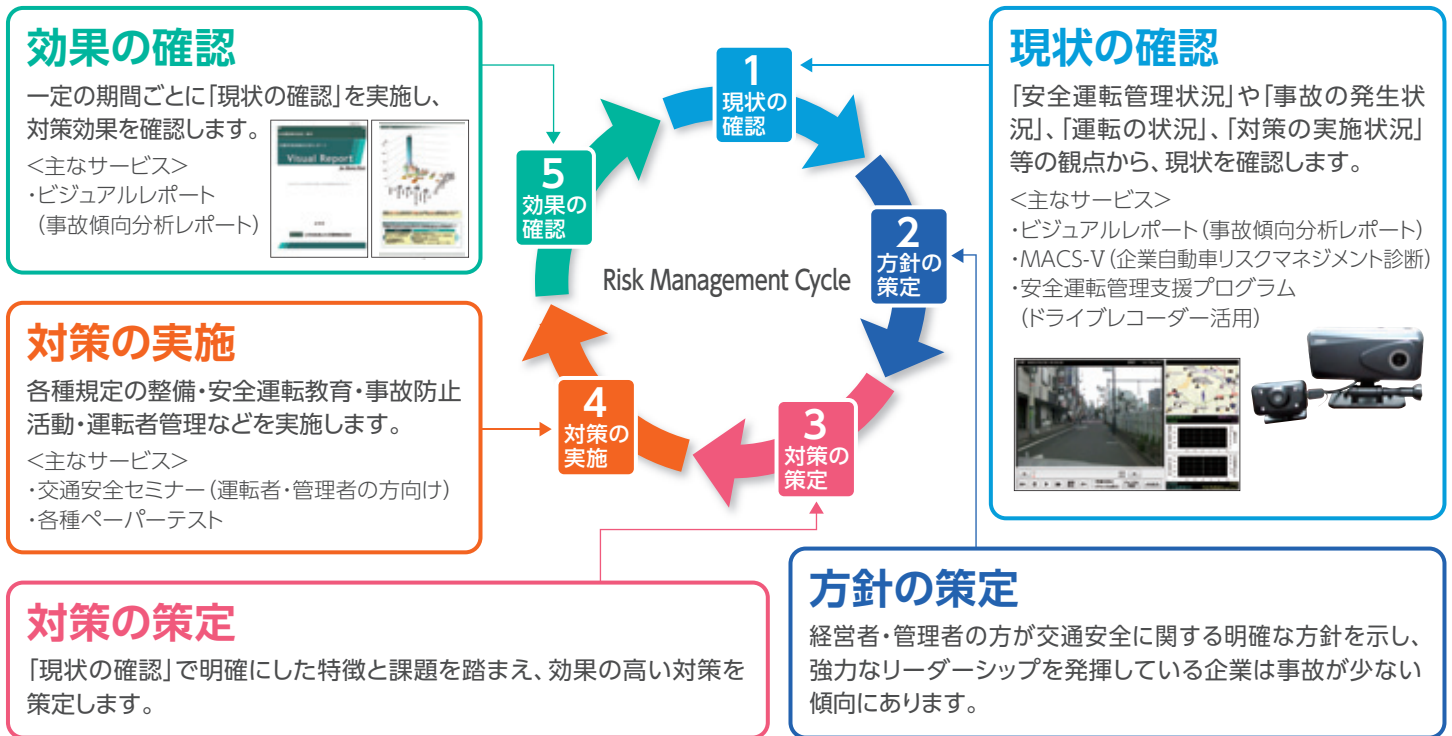 効果の確認
一定の期間ごとに「現状の確認」を実施し、
対策効果を確認します。
<主なサービス>
・ビジュアルレポート
（事故傾向分析レポート）
Visual Report
対策の実施
各種規定の整備・安全運転教育・事故防止
活動・運転者管理などを実施します。
<主なサービス>
・交通安全セミナー（運転者・管理者の方向け）
・各種ペーパーテスト
1
現状の
確認
2
方針の
策定
3
対策の
策定
4
対策の
実施
5
効果の
確認
Risk Management Cycle
現状の確認
「安全運転管理状況」や「事故の発生状
況」、「運転の状況」、「対策の実施状況」
等の観点から、現状を確認します。
<主なサービス>
・ビジュアルレポート（事故傾向分析レポート）
・MACS-Ⅴ（企業自動車リスクマネジメント診断）
・安全運転管理支援プログラム
（ドライブレコーダー活用）
対策の策定
「現状の確認」で明確にした特徴と課題を踏まえ、効果の高い対策を
策定します。
方針の策定
経営者・管理者の方が交通安全に関する明確な方針を示し、
強力なリーダーシップを発揮している企業は事故が少ない
傾向にあります。